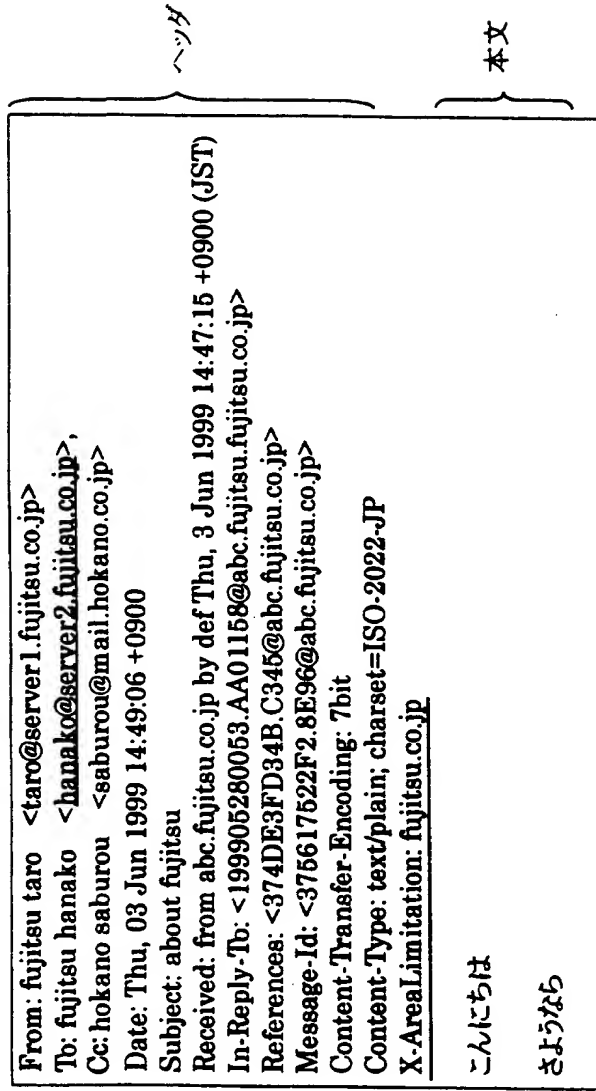 From: fujitsu taro <taro@server1.fujitsu.co.jp>
To: fujitsu hanako <hanako@server2.fujitsu.co.jp>,
Cc: hokano saburou <saburou@mail.hokano.co.jp>
Date: Thu, 03 Jun 1999 14:49:06 +0900
Subject: about fujitsu
Received: from abc.fujitsu.co.jp by def Thu, 3 Jun 1999 14:47:15 +0900 (JST)
In-Reply-To: <199905280053.AA01158@abc.fujitsu.fujitsu.co.jp>
References: <374DE3FD34B.C345@abc.fujitsu.co.jp>
Message-Id: <375617522F2.8E96@abc.fujitsu.co.jp>
Content-Transfer-Encoding: 7bit
Content-Type: text/plain; charset=ISO-2022-JP
X-AreaLimitation: fujitsu.co.jp
こんにちは
さようなら
ヘッダ
本文